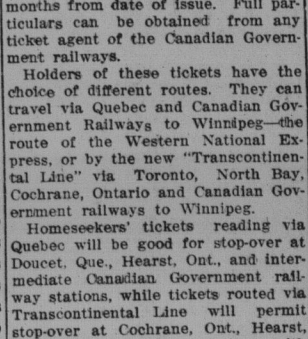 months from date of issue. Full par-
ticulars can be obtained from any
ticket agent of the Canadian Govern-
ment railways.
Holders of these tickets have the
choice of different routes. They can
travel via Quebec and Canadian Gov-
ernment Railways to Winnipeg—the
route of the Western National Ex-
press, or by the new "Transcontinen-
tal Line" via Toronto, North Bay,
Cochrane, Ontario and Canadian Gov-
ernment railways to Winnipeg.
Homeseekers' tickets reading via
Quebec will be good for stop-over at
Doucet, Que., Hearst, Ont., and inter-
mediate Canadian Government rail-
way stations, while tickets routed via
Transcontinental Line will permit
stop-over at Cochrane, Ont., Hearst,